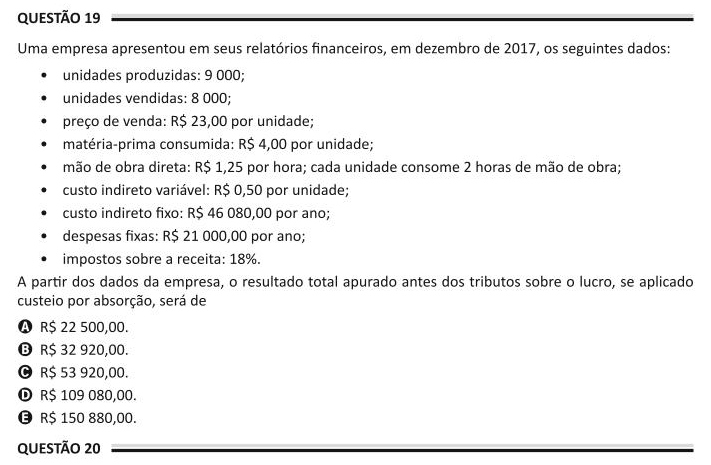 QUESTÃO 19
Uma empresa apresentou em seus relatórios financeiros, em dezembro de 2017, os seguintes dados:
• unidades produzidas: 9 000;
• unidades vendidas: 8 000;
• preço de venda: R$ 23,00 por unidade;
• matéria-prima consumida: R$ 4,00 por unidade;
• mão de obra direta: R$ 1,25 por hora; cada unidade consome 2 horas de mão de obra;
• custo indireto variável: R$ 0,50 por unidade;
• custo indireto fixo: R$ 46 080,00 por ano;
• despesas fixas: R$ 21 000,00 por ano;
• impostos sobre a receita: 18%.
A partir dos dados da empresa, o resultado total apurado antes dos tributos sobre o lucro, se aplicado
custeio por absorção, será de
A R$ 22 500,00.
B R$ 32 920,00.
C R$ 53 920,00.
D R$ 109 080,00.
E R$ 150 880,00.
QUESTÃO 20